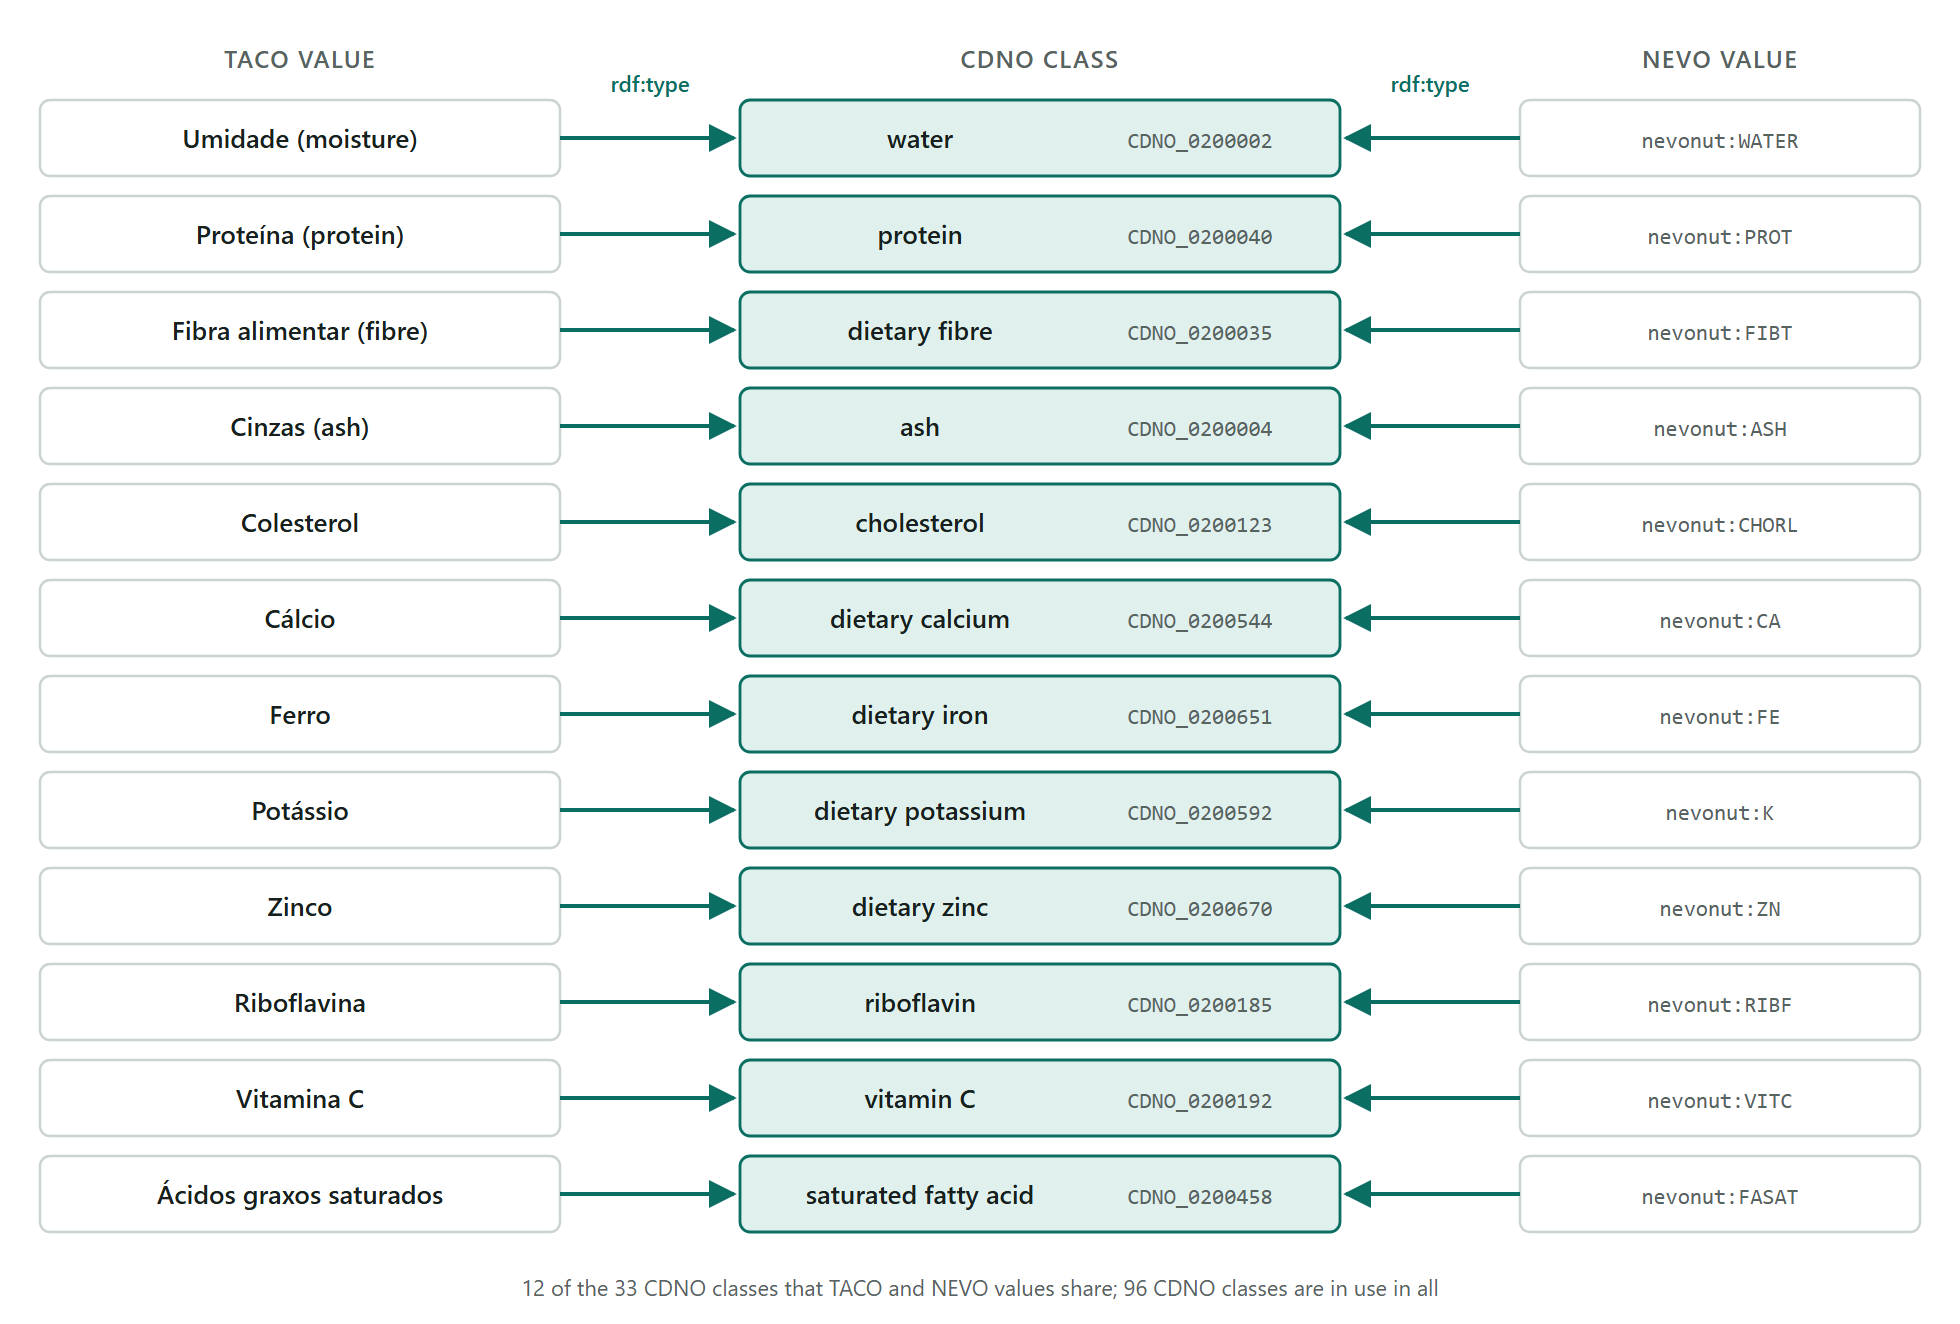 TACO VALUE
CDNO CLASS
NEVO VALUE
rdf:type
rdf:type
Umidade (moisture)
water
CDNO_0200002
nevonut:WATER
Proteína (protein)
protein
CDNO_0200040
nevonut:PROT
Fibra alimentar (fibre)
dietary fibre
CDNO_0200035
nevonut:FIBT
Cinzas (ash)
ash
CDNO_0200004
nevonut:ASH
Colesterol
cholesterol
CDNO_0200123
nevonut:CHORL
Cálcio
dietary calcium
CDNO_0200544
nevonut:CA
Ferro
dietary iron
CDNO_0200651
nevonut:FE
Potássio
dietary potassium
CDNO_0200592
nevonut:K
Zinco
dietary zinc
CDNO_0200670
nevonut:ZN
Riboflavina
riboflavin
CDNO_0200185
nevonut:RIBF
Vitamina C
vitamin C
CDNO_0200192
nevonut:VITC
Ácidos graxos saturados
saturated fatty acid
CDNO_0200458
nevonut:FASAT
12 of the 33 CDNO classes that TACO and NEVO values share; 96 CDNO classes are in use in all